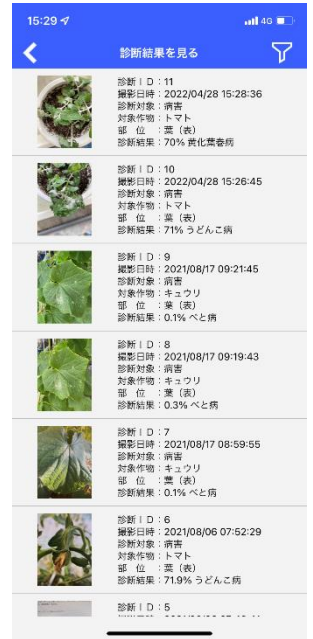 15:29
4G
診断結果を見る
診断ID：11
撮影日時：2022/04/28 15:28:36
診断対象：病害
対象作物：トマト
部　位　：葉（表）
診断結果：70% 黄化葉巻病
診断ID：10
撮影日時：2022/04/28 15:26:45
診断対象：病害
対象作物：トマト
部　位　：葉（表）
診断結果：71% うどんこ病
診断ID：9
撮影日時：2021/08/17 09:21:45
診断対象：病害
対象作物：キュウリ
部　位　：葉（表）
診断結果：0.1% べと病
診断ID：8
撮影日時：2021/08/17 09:19:43
診断対象：病害
対象作物：キュウリ
部　位　：葉（表）
診断結果：0.3% べと病
診断ID：7
撮影日時：2021/08/17 08:59:55
診断対象：病害
対象作物：キュウリ
部　位　：葉（表）
診断結果：0.1% べと病
診断ID：6
撮影日時：2021/08/06 07:52:29
診断対象：病害
対象作物：トマト
部　位　：葉（表）
診断結果：71.9% うどんこ病
診断ID：5